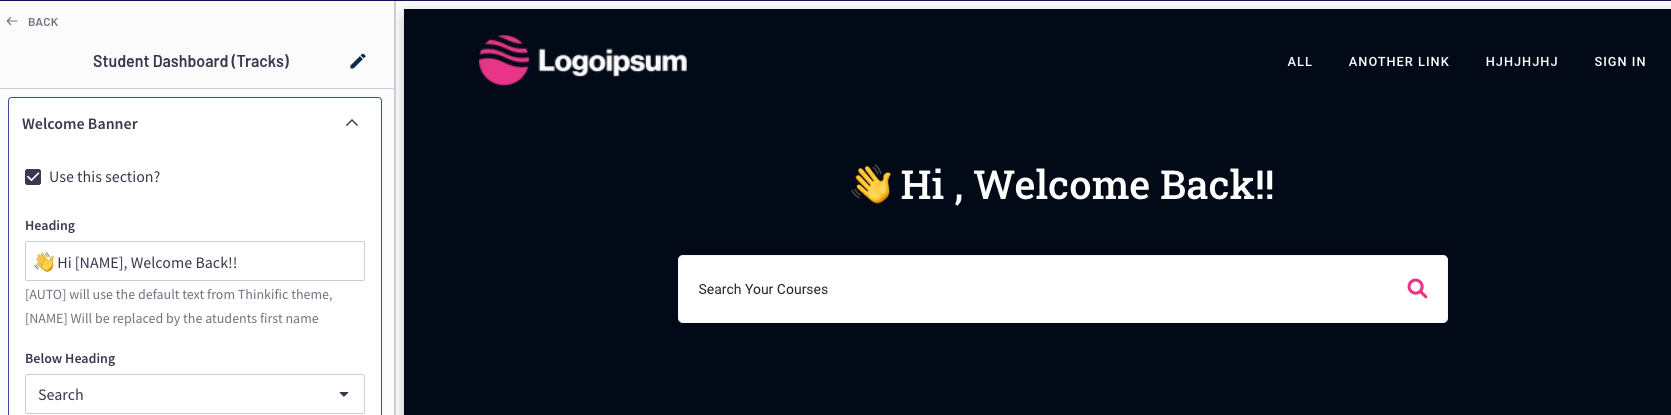 BACK
Student Dashboard (Tracks)
Welcome Banner
Use this section?
Heading
👋 Hi [NAME], Welcome Back!!
[AUTO] will use the default text from Thinkific theme,
[NAME] Will be replaced by the atudents first name
Below Heading
Search
Logoipsum
ALL ANOTHER LINK HJHJHJHJ SIGN IN
👋 Hi , Welcome Back!!
Search Your Courses